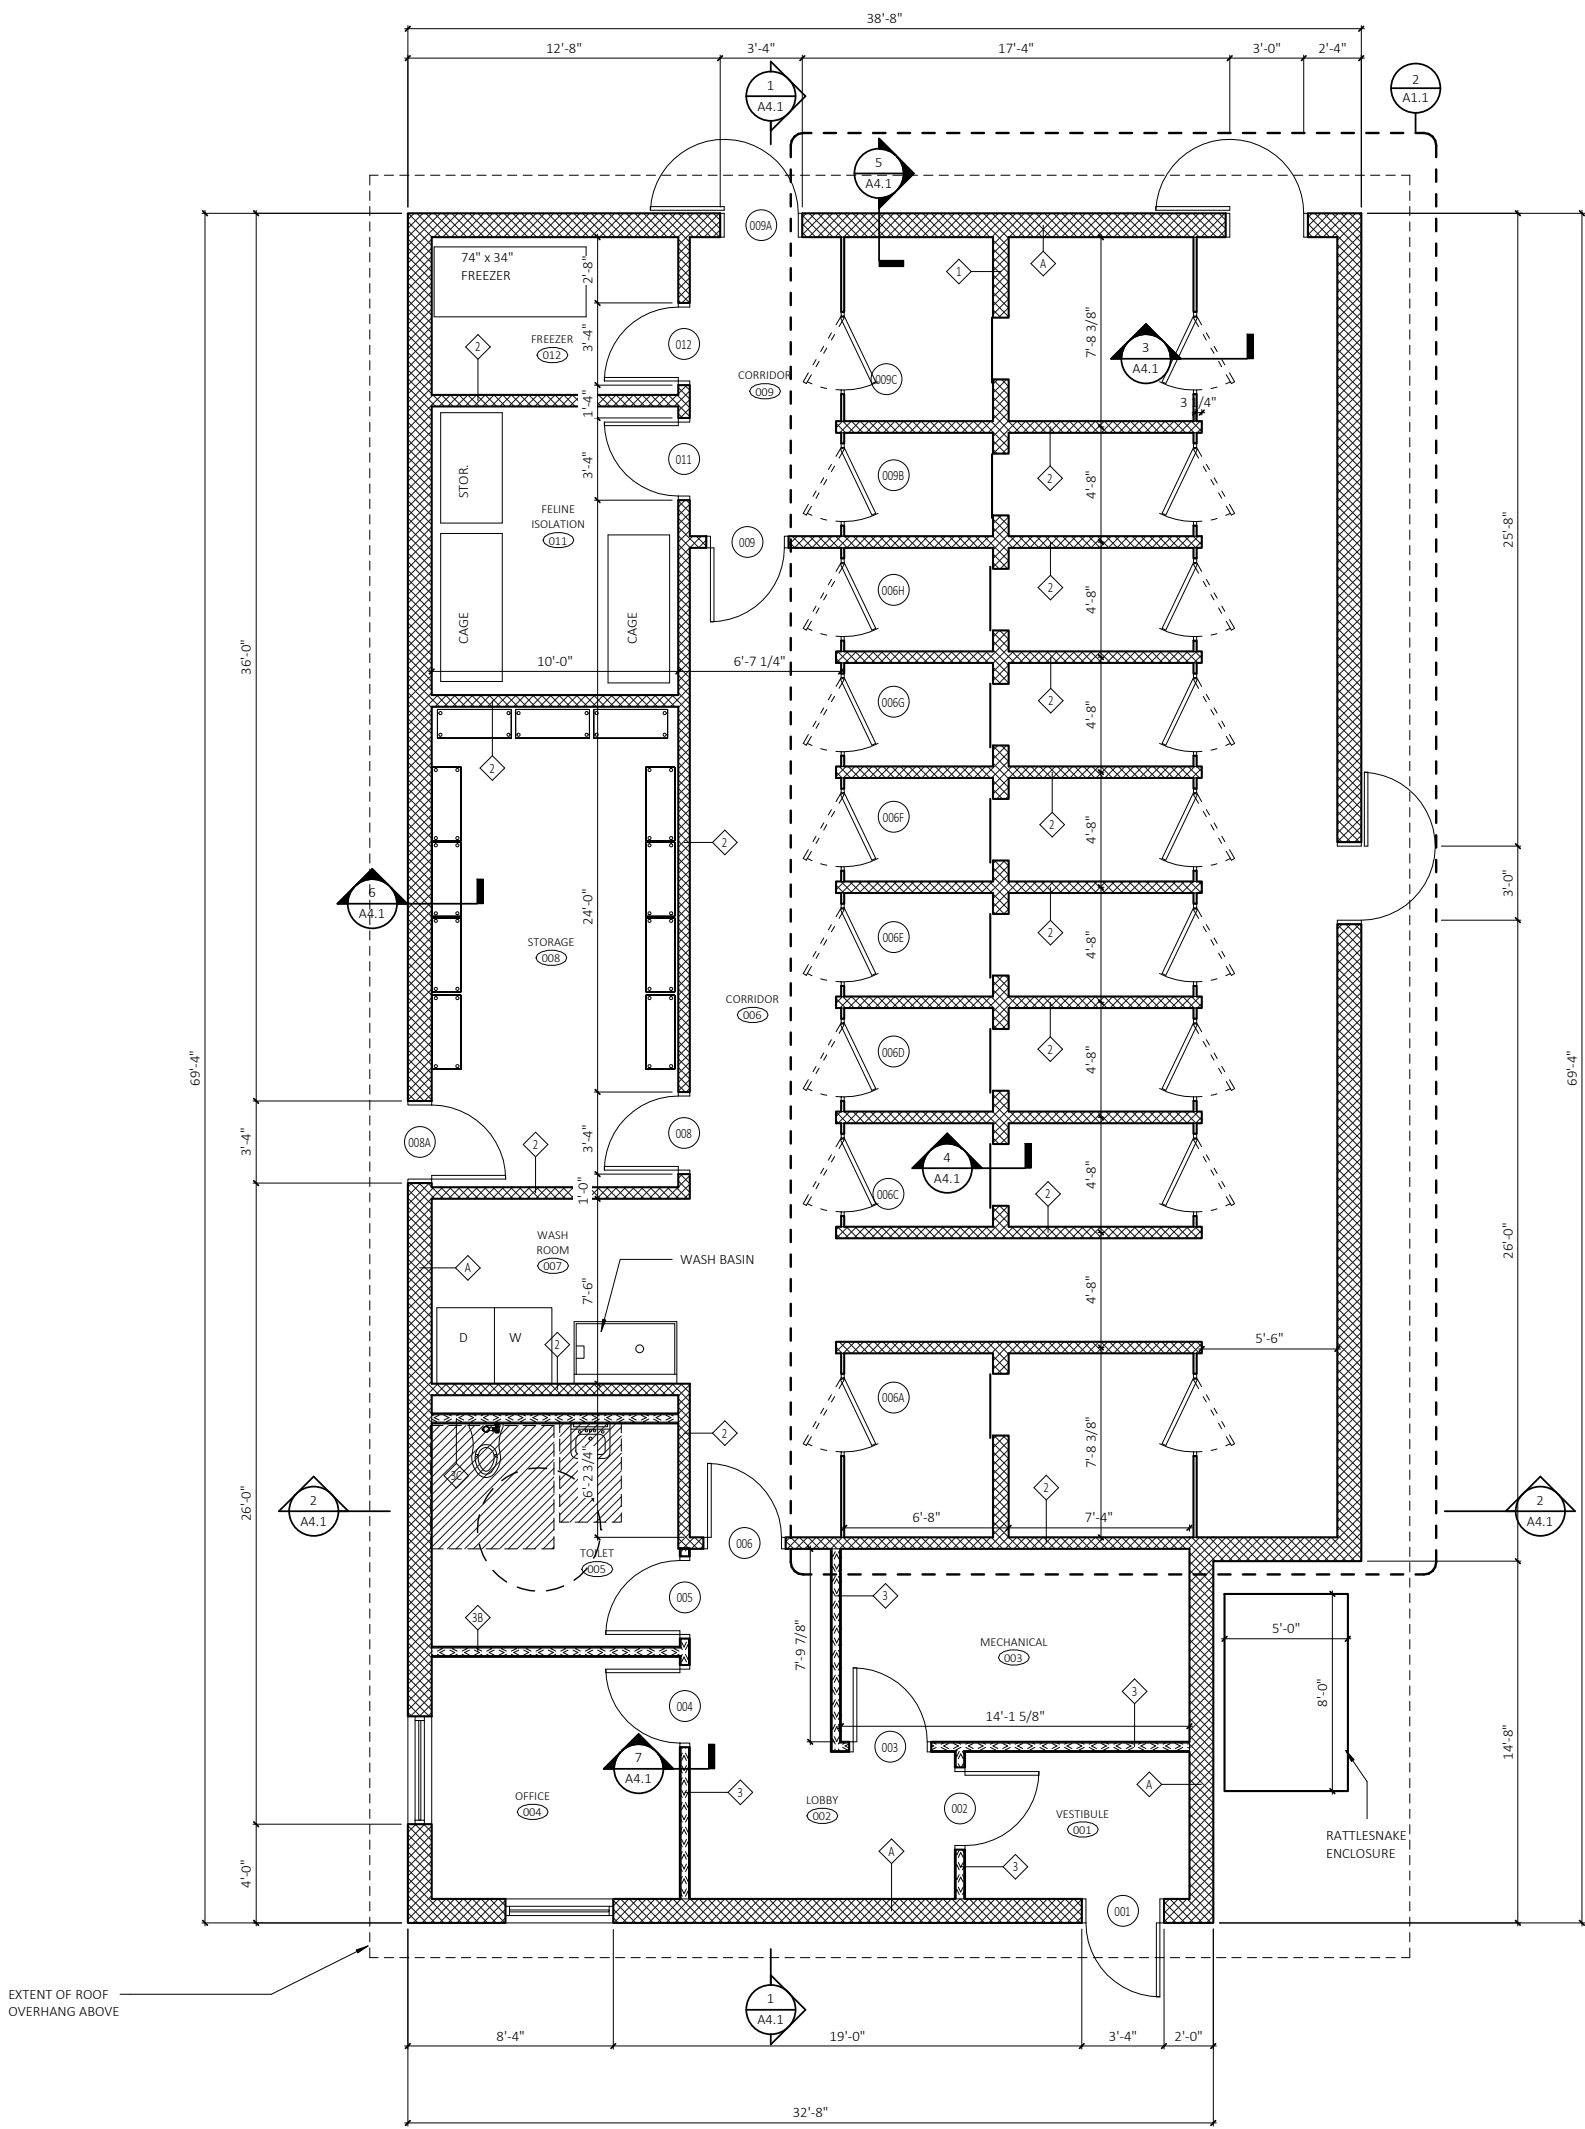 38'-8"
12'-8"
3'-4"
17'-4"
3'-0"
2'-4"
1
A4.1
2
A1.1
5
A4.1
009A
74" x 34"
FREEZER
2'-8"
1
A
FREEZER
012
2
3'-4"
012
CORRIDOR
009
009C
7'-8 3/8"
3
A4.1
3 1/4"
1'-4"
011
3'-4"
STOR.
FELINE
ISOLATION
011
009B
2
4'-8"
25'-8"
009
006H
2
4'-8"
CAGE
CAGE
36'-0"
10'-0"
6'-7 1/4"
006G
2
4'-8"
2
2
006F
2
4'-8"
6
A4.1
24'-0"
3'-0"
STORAGE
008
006E
2
4'-8"
CORRIDOR
006
69'-4"
69'-4"
006D
2
4'-8"
008A
3'-4"
2
3'-4"
008
4
A4.1
4'-8"
1'-0"
006C
2
WASH
ROOM
007
A
WASH BASIN
7'-6"
4'-8"
26'-0"
D
W
2
5'-6"
006A
2
7'-8 3/8"
3C
6'-2 3/4"
2
26'-0"
2
A4.1
6'-8"
7'-4"
2
A4.1
006
TOILET
005
005
3
3B
7'-9 7/8"
MECHANICAL
003
5'-0"
8'-0"
004
3
14'-1 5/8"
003
14'-8"
7
A4.1
3
A
OFFICE
004
LOBBY
002
002
VESTIBULE
001
RATTLESNAKE
ENCLOSURE
A
3
4'-0"
001
EXTENT OF ROOF
OVERHANG ABOVE
1
A4.1
8'-4"
19'-0"
3'-4"
2'-0"
32'-8"